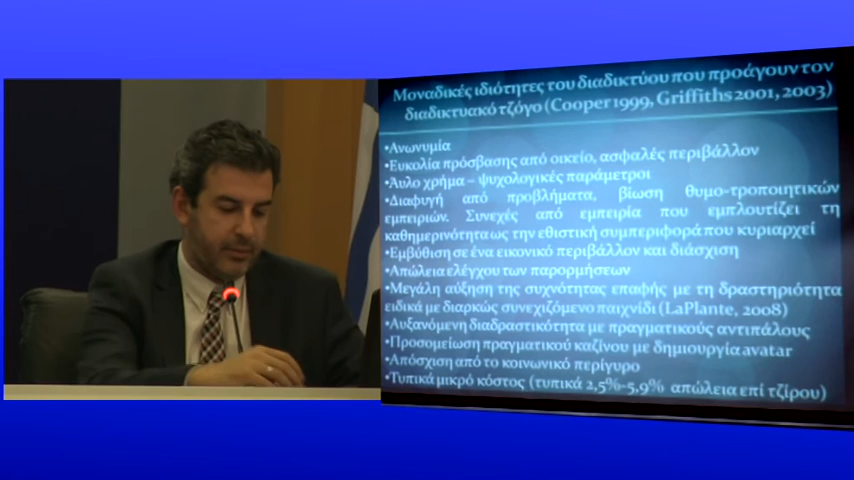 Μοναδικές ιδιότητες του διαδικτύου που προάγουν τον
διαδικτυακό τζόγο (Cooper 1999, Griffiths 2001, 2003)
•Ανωνυμία
•Ευκολία πρόσβασης από οικείο, ασφαλές περιβάλλον
•Άυλο χρήμα – ψυχολογικές παράμετροι
•Διαφυγή από προβλήματα, βίωση θυμο-τροποιητικών
εμπειριών. Συνεχές από εμπειρία που εμπλουτίζει τη
καθημερινότητα ως την εθιστική συμπεριφορά που κυριαρχεί
•Εμβύθιση σε ένα εικονικό περιβάλλον και διάσχιση
•Απώλεια ελέγχου των παρορμήσεων
•Μεγάλη αύξηση της συχνότητας επαφής με τη δραστηριότητα
ειδικά με διαρκώς συνεχιζόμενο παιχνίδι (LaPlante, 2008)
•Αυξανόμενη διαδραστικότητα με πραγματικούς αντιπάλους
•Προσομείωση πραγματικού καζίνου με δημιουργία avatar
•Απόσχιση από το κοινωνικό περίγυρο
•Τυπικά μικρό κόστος (τυπικά 2,5%-5,9% απώλεια επί τζίρου)